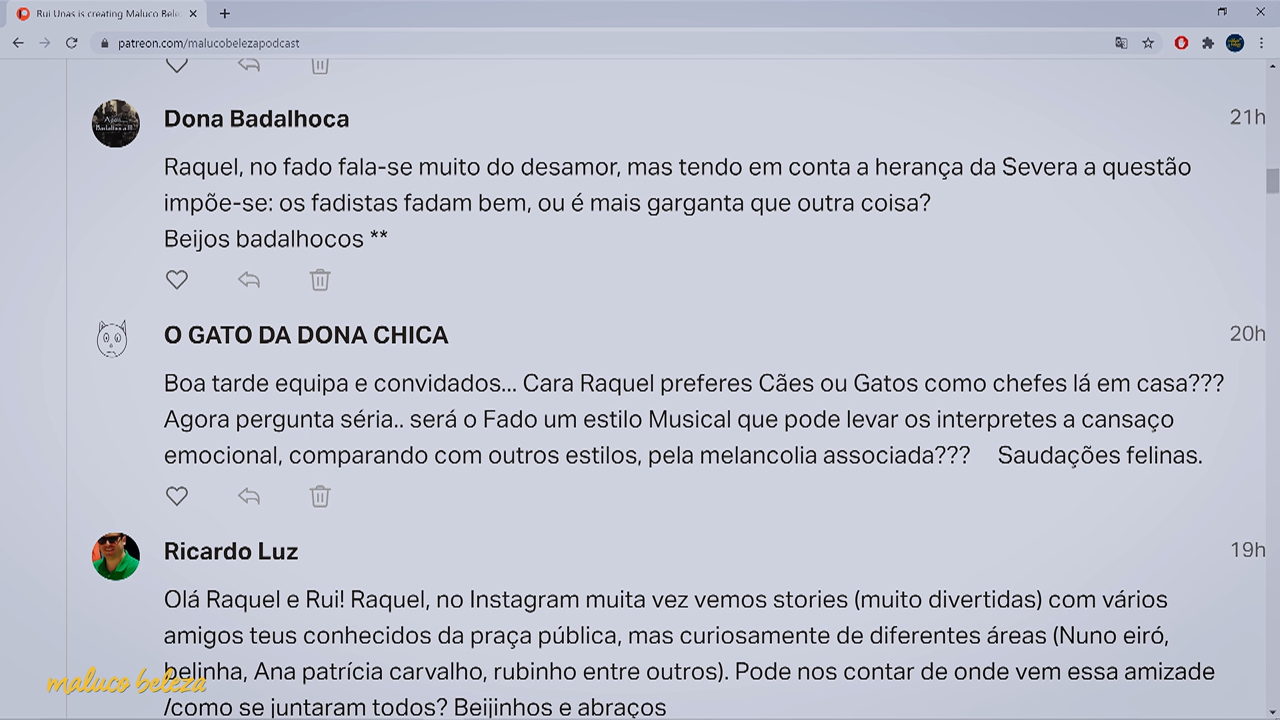 Rui Unas is creating Maluco Bele
patreon.com/malucobelezapodcast
Dona Badalhoca
21h
Raquel, no fado fala-se muito do desamor, mas tendo em conta a herança da Severa a questão
impõe-se: os fadistas fadam bem, ou é mais garganta que outra coisa?
Beijos badalhocos **
O GATO DA DONA CHICA
20h
Boa tarde equipa e convidados... Cara Raquel preferes Cães ou Gatos como chefes lá em casa???
Agora pergunta séria.. será o Fado um estilo Musical que pode levar os interpretes a cansaço
emocional, comparando com outros estilos, pela melancolia associada??? Saudações felinas.
Ricardo Luz
19h
Olá Raquel e Rui! Raquel, no Instagram muita vez vemos stories (muito divertidas) com vários
amigos teus conhecidos da praça pública, mas curiosamente de diferentes áreas (Nuno eiró,
belinha, Ana patrícia carvalho, rubinho entre outros). Pode nos contar de onde vem essa amizade
/como se juntaram todos? Beijinhos e abraços
maluco beleza